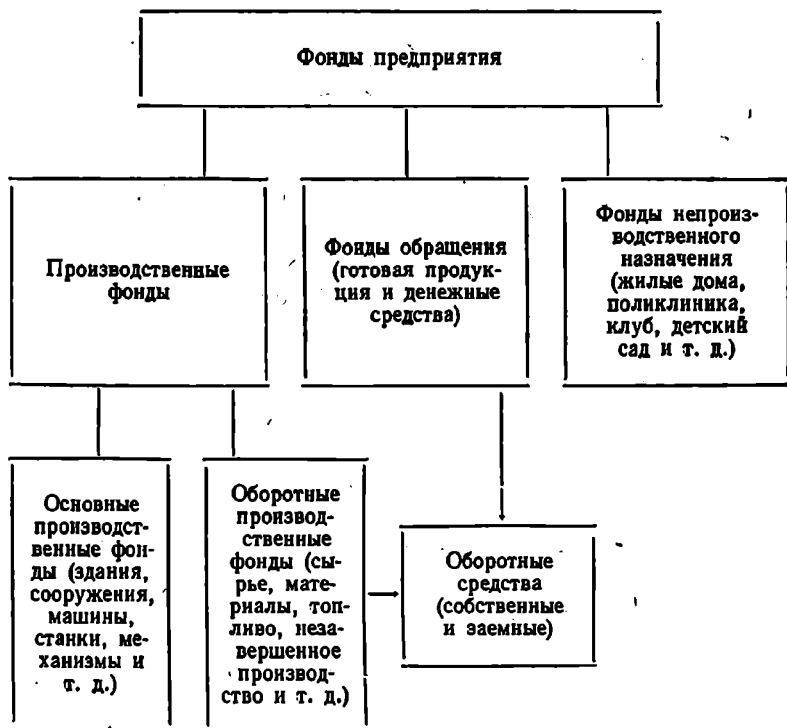 Фонды предприятия
Производственные
фонды
Фонды обращения
(готовая продук-
ция и денежные
средства)
Фонды непроиз-
водственного
назначения
(жилые дома,
поликлиника,
клуб, детский
сад и т. д.)
Основные
производст-
венные фон-
ды (здания,
сооружения,
машины,
станки, ме-
ханизмы и
т. д.)
Оборотные
производ-
ственные
фонды (сы-
рье, мате-
риалы, топ-
ливо, неза-
вершенное
производ-
ство и т. д.)
Оборотные
средства
(собственные
и заемные)